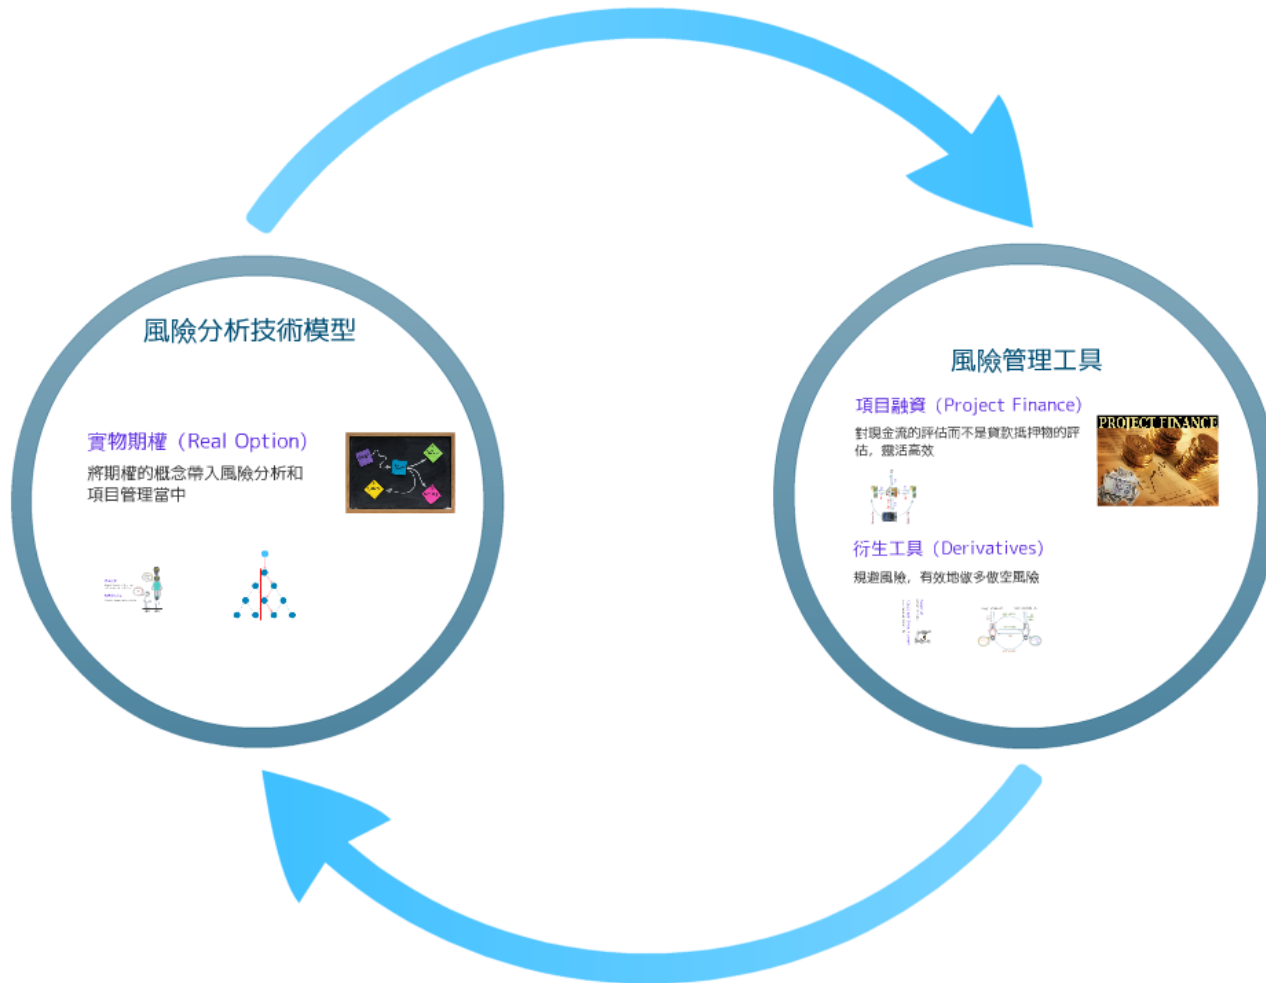 風險分析技術模型
實物期權 (Real Option)
將期權的概念帶入風險分析和
項目管理當中
風險管理工具
項目融資 (Project Finance)
對現金流的評估而不是貸款抵押物的評
估，靈活高效
PROJECT FINANCE
衍生工具 (Derivatives)
規避風險，有效地做多做空風險